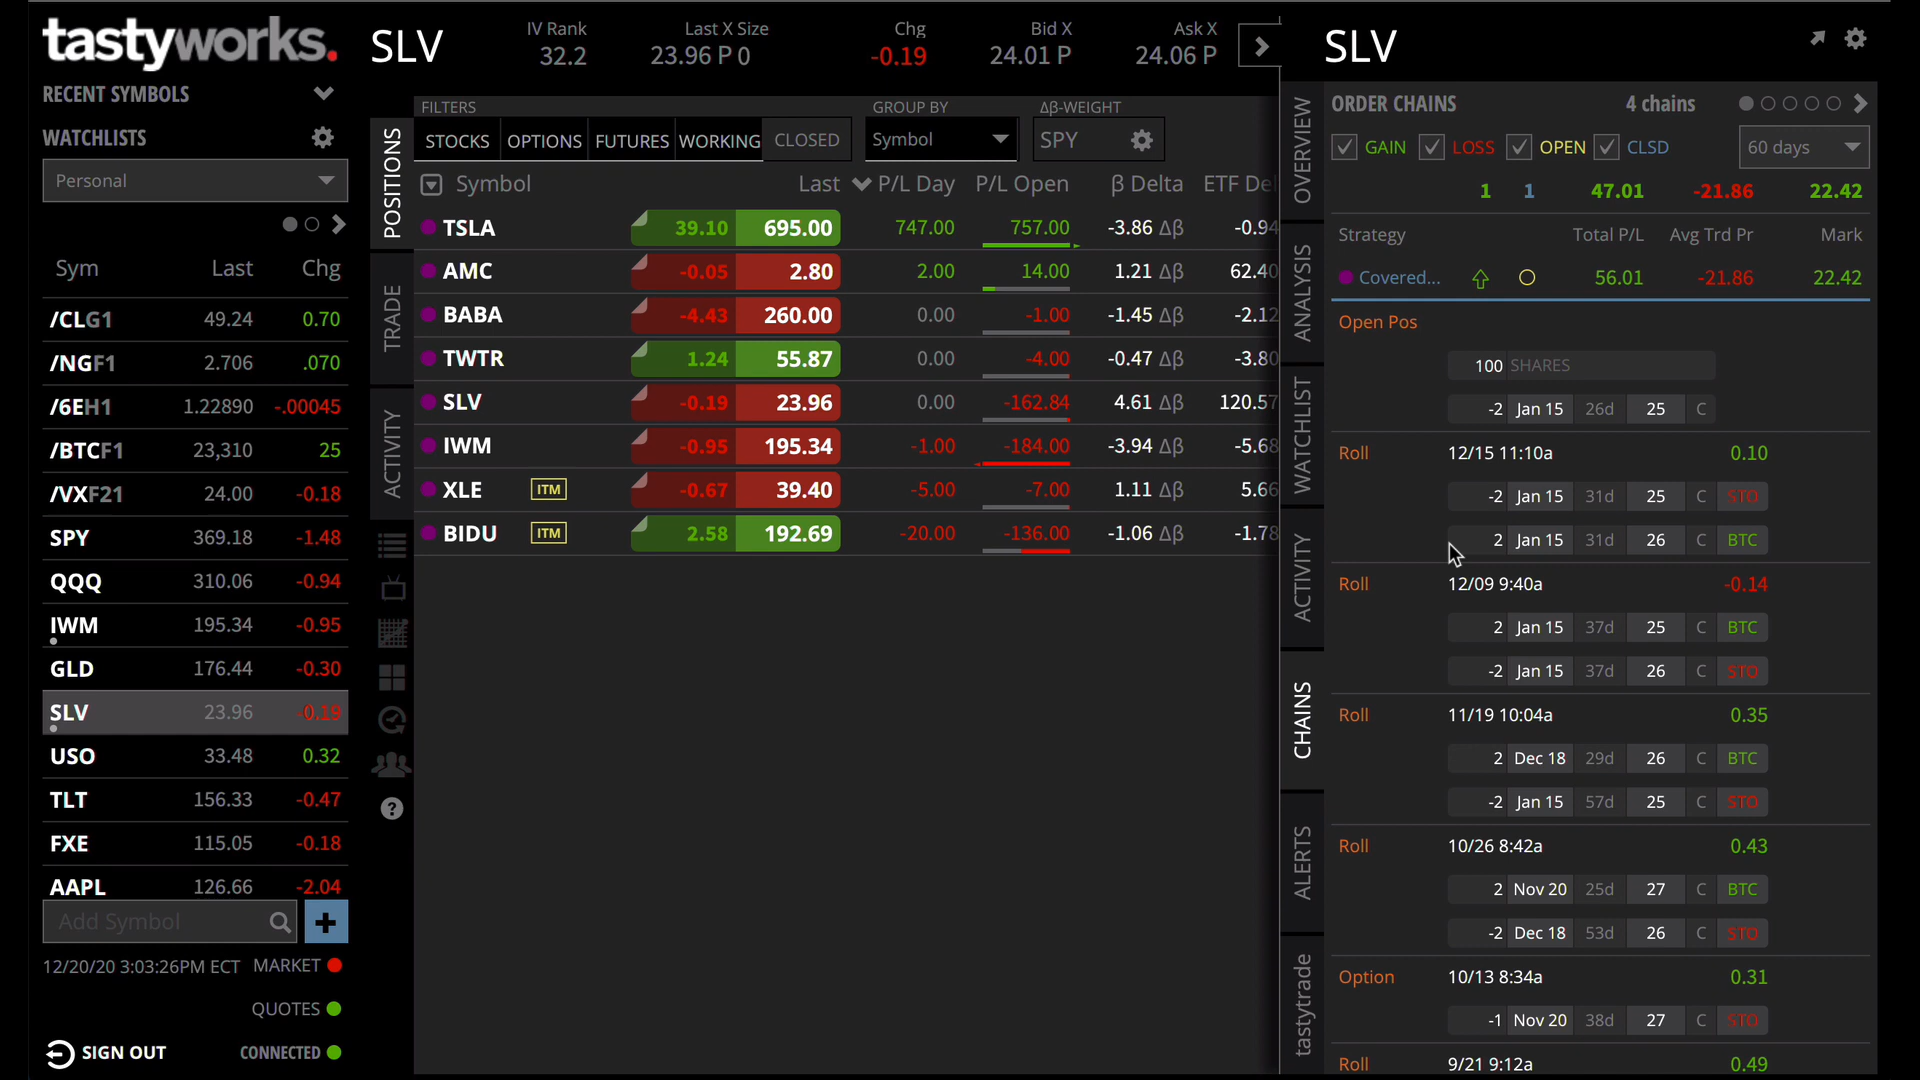 tastyworks.
RECENT SYMBOLS
WATCHLISTS
Personal
Sym Last Chg
/CLG1 49.24 0.70
/NGF1 2.706 .070
/6EH1 1.22890 -.00045
/BTCF1 23,310 25
/VXF21 24.00 -0.18
SPY 369.18 -1.48
QQQ 310.06 -0.94
IWM 195.34 -0.95
GLD 176.44 -0.30
SLV 23.96 -0.19
USO 33.48 0.32
TLT 156.33 -0.47
FXE 115.05 -0.18
AAPL 126.66 -2.04
Add Symbol
12/20/20 3:03:26PM ECT MARKET
QUOTES
SIGN OUT CONNECTED
SLV
IV Rank Last X Size Chg Bid X Ask X
32.2 23.96 P 0 -0.19 24.01 P 24.06 P
POSITIONS
TRADE
ACTIVITY
FILTERS GROUP BY Δβ-WEIGHT
STOCKS OPTIONS FUTURES WORKING CLOSED Symbol SPY
Symbol Last P/L Day P/L Open β Delta ETF Del
TSLA 39.10 695.00 747.00 757.00 -3.86 Δβ -0.94
AMC -0.05 2.80 2.00 14.00 1.21 Δβ 62.40
BABA -4.43 260.00 0.00 -1.00 -1.45 Δβ -2.12
TWTR 1.24 55.87 0.00 -4.00 -0.47 Δβ -3.80
SLV -0.19 23.96 0.00 -162.84 4.61 Δβ 120.57
IWM -0.95 195.34 -1.00 -184.00 -3.94 Δβ -5.68
XLE ITM -0.67 39.40 -5.00 -7.00 1.11 Δβ 5.66
BIDU ITM 2.58 192.69 -20.00 -136.00 -1.06 Δβ -1.78
OVERVIEW
ANALYSIS
WATCHLIST
ACTIVITY
CHAINS
ALERTS
tastytrade
SLV
ORDER CHAINS 4 chains
GAIN LOSS OPEN CLSD 60 days
1 1 47.01 -21.86 22.42
Strategy Total P/L Avg Trd Pr Mark
Covered... 56.01 -21.86 22.42
Open Pos
100 SHARES
-2 Jan 15 26d 25 C
Roll 12/15 11:10a 0.10
-2 Jan 15 31d 25 C STO
2 Jan 15 31d 26 C BTC
Roll 12/09 9:40a -0.14
2 Jan 15 37d 25 C BTC
-2 Jan 15 37d 26 C STO
Roll 11/19 10:04a 0.35
2 Dec 18 29d 26 C BTC
-2 Jan 15 57d 25 C STO
Roll 10/26 8:42a 0.43
2 Nov 20 25d 27 C BTC
-2 Dec 18 53d 26 C STO
Option 10/13 8:34a 0.31
-1 Nov 20 38d 27 C STO
Roll 9/21 9:12a 0.49